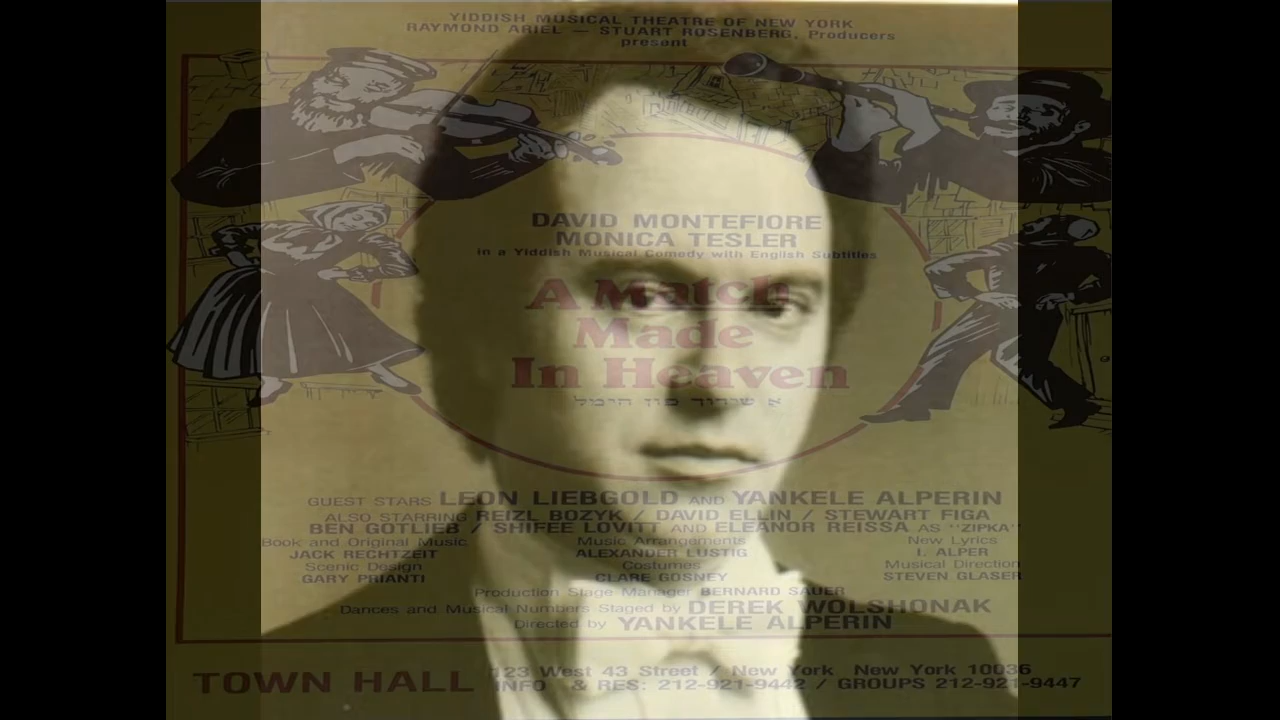 YIDDISH MUSICAL THEATRE OF NEW YORK
RAYMOND ARIEL — STUART ROSENBERG, Producers
present
DAVID MONTEFIORE
MONICA TESLER
in a Yiddish Musical Comedy with English Subtitles
A Match
Made
In Heaven
א שידוך פון הימל
GUEST STARS LEON LIEBGOLD AND YANKELE ALPERIN
ALSO STARRING REIZL BOZYK / DAVID ELLIN / STEWART FIGA
BEN GOTLIEB / SHIFEE LOVITT AND ELEANOR REISSA AS "ZIPKA"
Book and Original Music Music Arrangements New Lyrics
JACK RECHTZEIT ALEXANDER LUSTIG I. ALPER
Scenic Design Costumes Musical Direction
GARY PRIANTI CLARE GOSNEY STEVEN GLASER
Production Stage Manager BERNARD SAUER
Dances and Musical Numbers Staged by DEREK WOLSHONAK
Directed by YANKELE ALPERIN
TOWN HALL 123 West 43 Street / New York New York 10036
INFO & RES: 212-921-9442 / GROUPS 212-921-9447